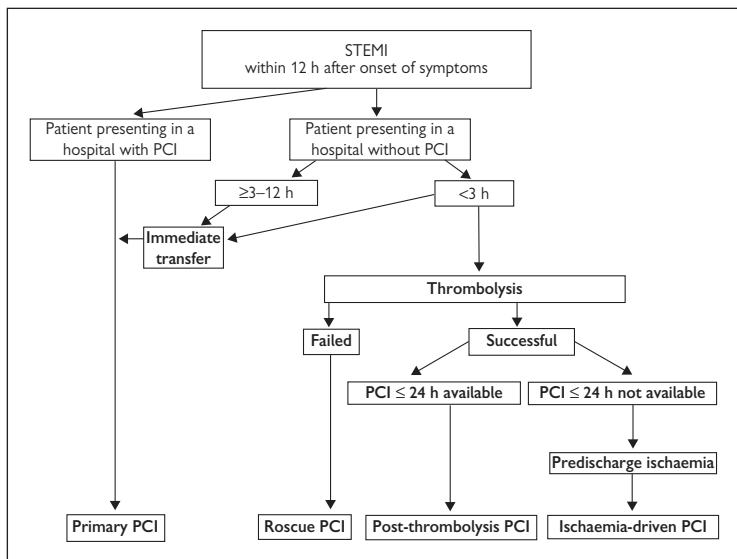 STEMI
within 12 h after onset of symptoms
Patient presenting in a
hospital with PCI
Patient presenting in a
hospital without PCI
≥3–12 h
<3 h
Immediate
transfer
Thrombolysis
Failed
Successful
PCI ≤ 24 h available
PCI ≤ 24 h not available
Predischarge ischaemia
Primary PCI
Roscue PCI
Post-thrombolysis PCI
Ischaemia-driven PCI